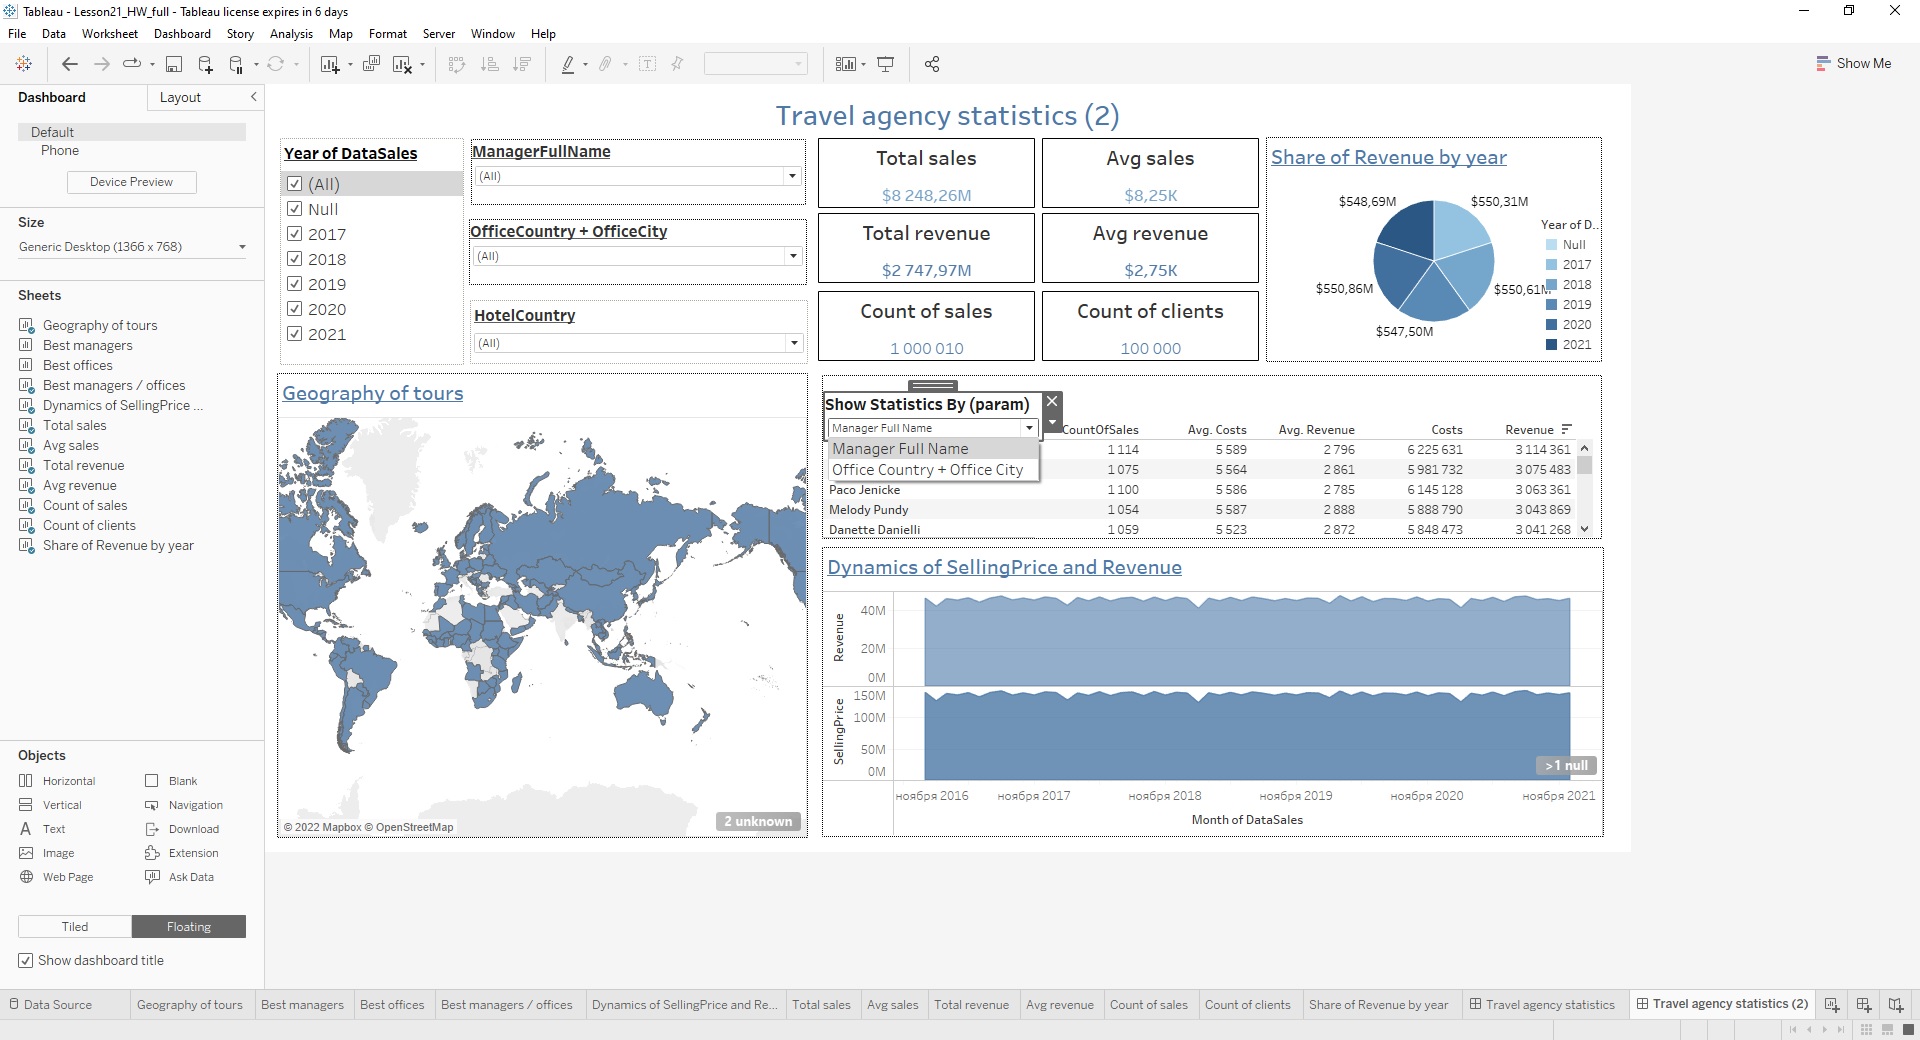 Tableau - Lesson21_HW_full - Tableau license expires in 6 days
File Data Worksheet Dashboard Story Analysis Map Format Server Window Help
Show Me
Dashboard Layout
Default
Phone
Device Preview
Size
Generic Desktop (1366 x 768)
Sheets
Geography of tours
Best managers
Best offices
Best managers / offices
Dynamics of SellingPrice ...
Total sales
Avg sales
Total revenue
Avg revenue
Count of sales
Count of clients
Share of Revenue by year
Objects
Horizontal Blank
Vertical Navigation
Text Download
Image Extension
Web Page Ask Data
Tiled Floating
Show dashboard title
Travel agency statistics (2)
Year of DataSales
(All)
Null
2017
2018
2019
2020
2021
ManagerFullName
(All)
OfficeCountry + OfficeCity
(All)
HotelCountry
(All)
Total sales
$8 248,26M
Avg sales
$8,25K
Total revenue
$2 747,97M
Avg revenue
$2,75K
Count of sales
1 000 010
Count of clients
100 000
Share of Revenue by year
$548,69M $550,31M
$550,86M $550,61M
$547,50M
Year of D..
Null
2017
2018
2019
2020
2021
Geography of tours
© 2022 Mapbox © OpenStreetMap
2 unknown
Show Statistics By (param)
Manager Full Name
Manager Full Name
Office Country + Office City
CountOfSales Avg. Costs Avg. Revenue Costs Revenue
1 114 5 589 2 796 6 225 631 3 114 361
1 075 5 564 2 861 5 981 732 3 075 483
Paco Jenicke 1 100 5 586 2 785 6 145 128 3 063 361
Melody Pundy 1 054 5 587 2 888 5 888 790 3 043 869
Danette Danielli 1 059 5 523 2 872 5 848 473 3 041 268
Dynamics of SellingPrice and Revenue
Revenue
40M
20M
0M
SellingPrice
150M
100M
50M
0M
>1 null
ноября 2016 ноября 2017 ноября 2018 ноября 2019 ноября 2020 ноября 2021
Month of DataSales
Data Source Geography of tours Best managers Best offices Best managers / offices Dynamics of SellingPrice and Re... Total sales Avg sales Total revenue Avg revenue Count of sales Count of clients Share of Revenue by year Travel agency statistics Travel agency statistics (2)